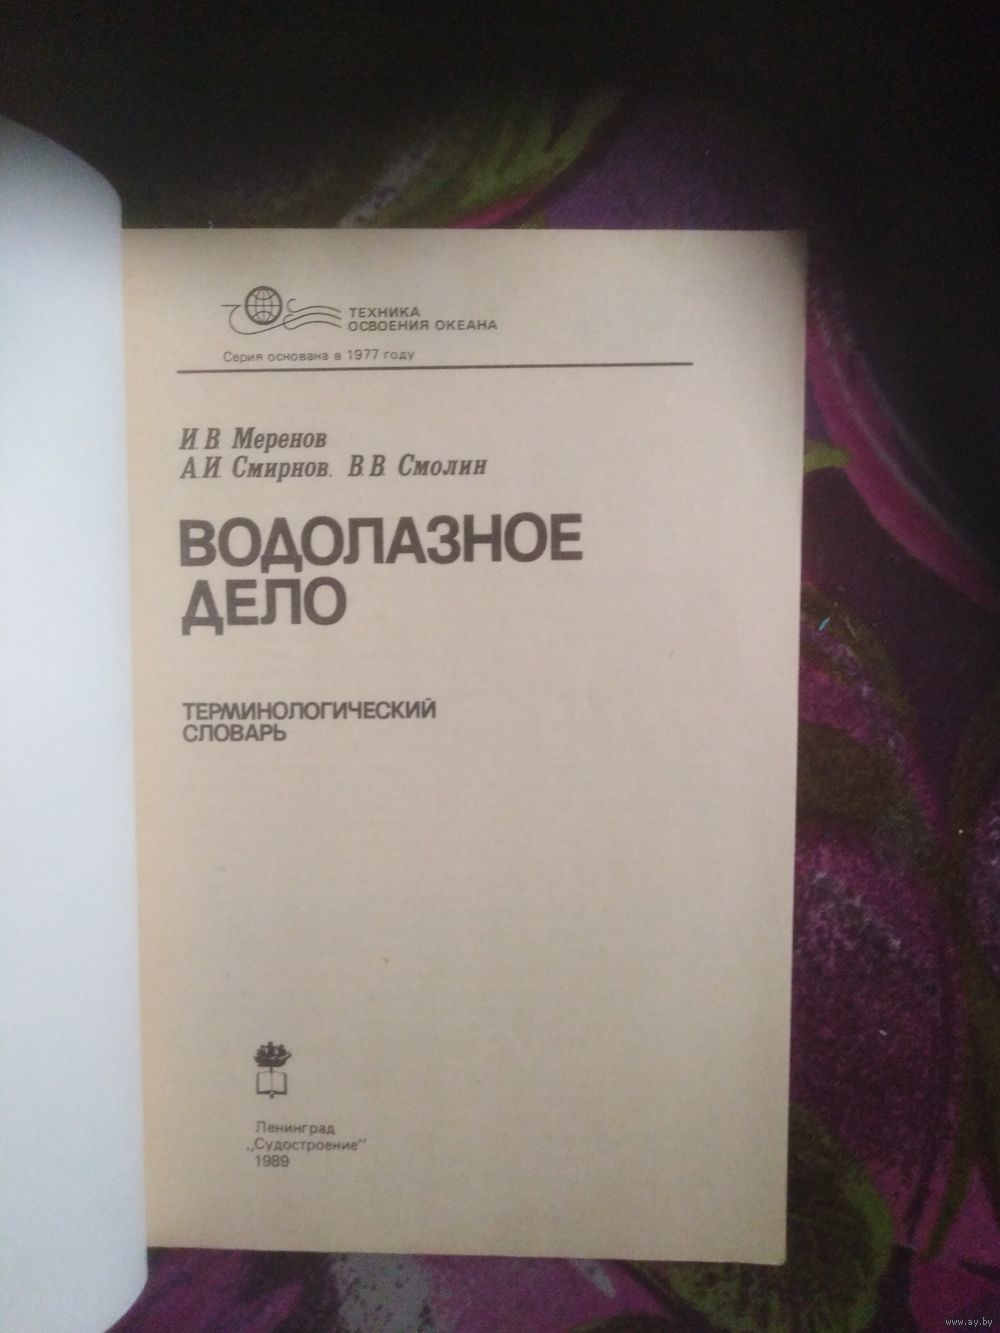 ТЕХНИКА
ОСВОЕНИЯ ОКЕАНА
Серия основана в 1977 году
И. В. Меренов
А.И. Смирнов. В. В. Смолин
ВОДОЛАЗНОЕ
ДЕЛО
ТЕРМИНОЛОГИЧЕСКИЙ
СЛОВАРЬ
Ленинград
„Судостроение"
1989
www.ay.by